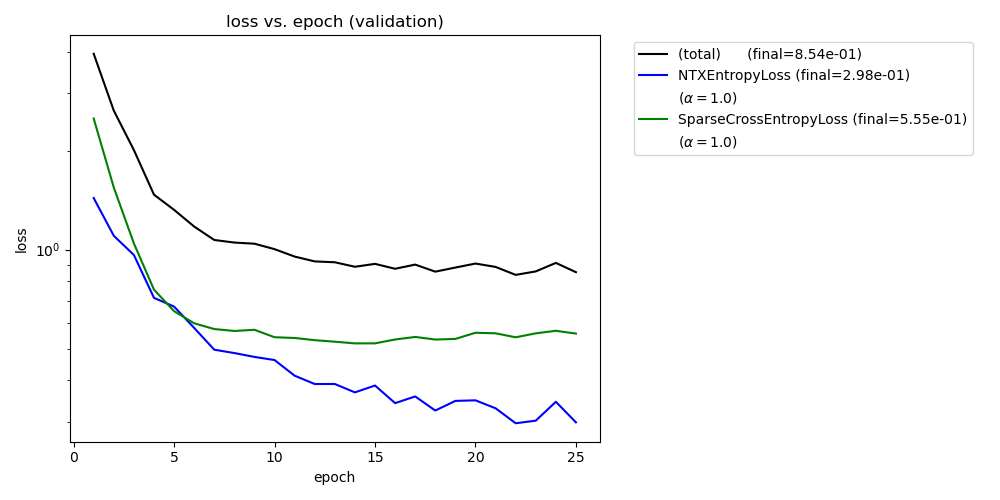 loss vs. epoch (validation)
(total) (final=8.54e-01)
NTXEntropyLoss (final=2.98e-01)
(α = 1.0)
SparseCrossEntropyLoss (final=5.55e-01)
(α = 1.0)
loss
10⁰
0 5 10 15 20 25
epoch